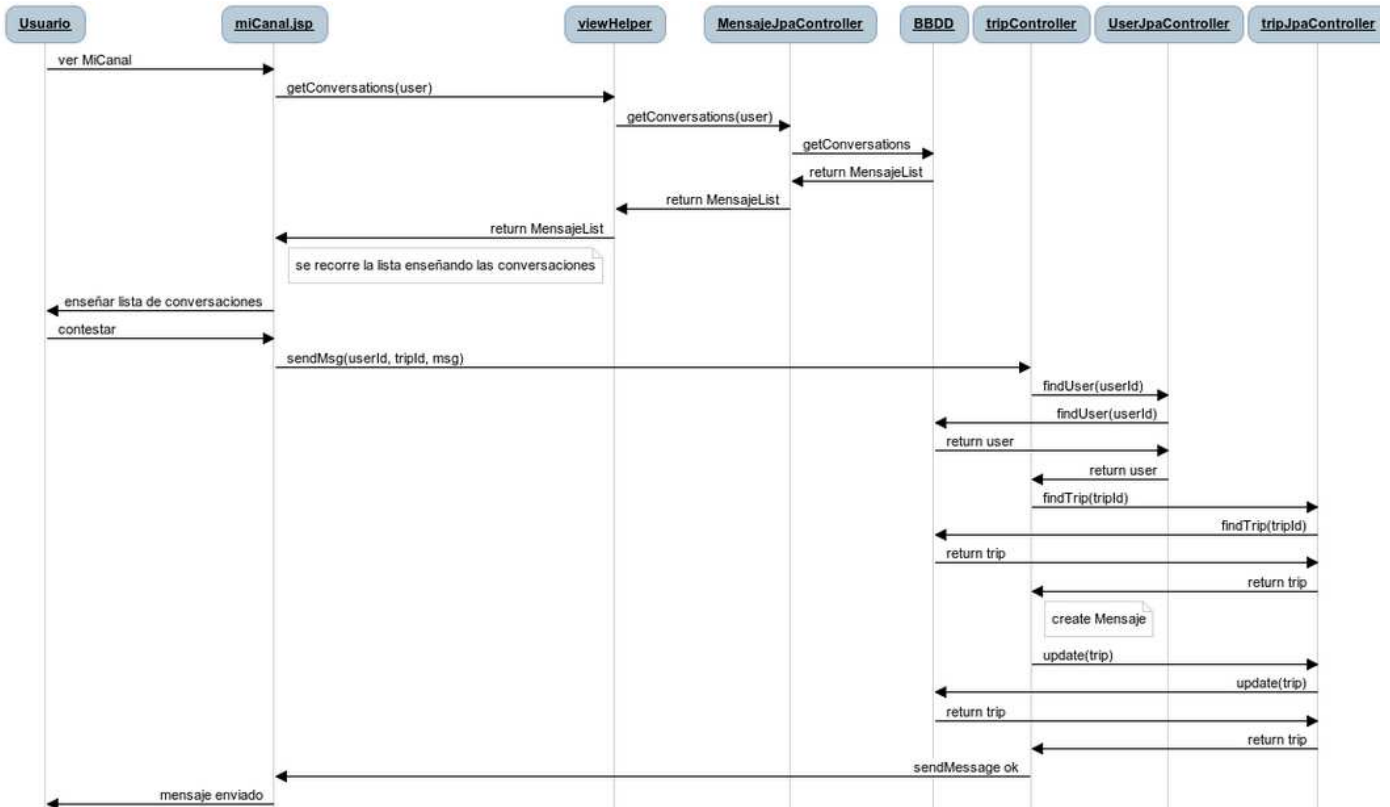 Usuario
miCanal.jsp
viewHelper
MensajeJpaController
BBDD
tripController
UserJpaController
tripJpaController
ver MiCanal
getConversations(user)
getConversations(user)
getConversations
return MensajeList
return MensajeList
return MensajeList
se recorre la lista enseñando las conversaciones
enseñar lista de conversaciones
contestar
sendMsg(userId, tripId, msg)
findUser(userId)
findUser(userId)
return user
return user
findTrip(tripId)
findTrip(tripId)
return trip
return trip
create Mensaje
update(trip)
update(trip)
return trip
return trip
sendMessage ok
mensaje enviado